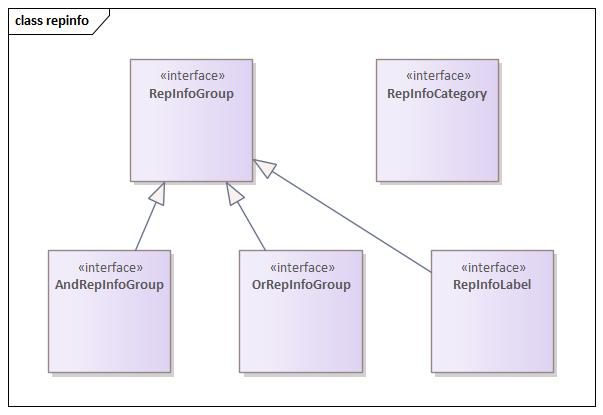 class repinfo
«interface»
RepInfoGroup
«interface»
RepInfoCategory
«interface»
AndRepInfoGroup
«interface»
OrRepInfoGroup
«interface»
RepInfoLabel